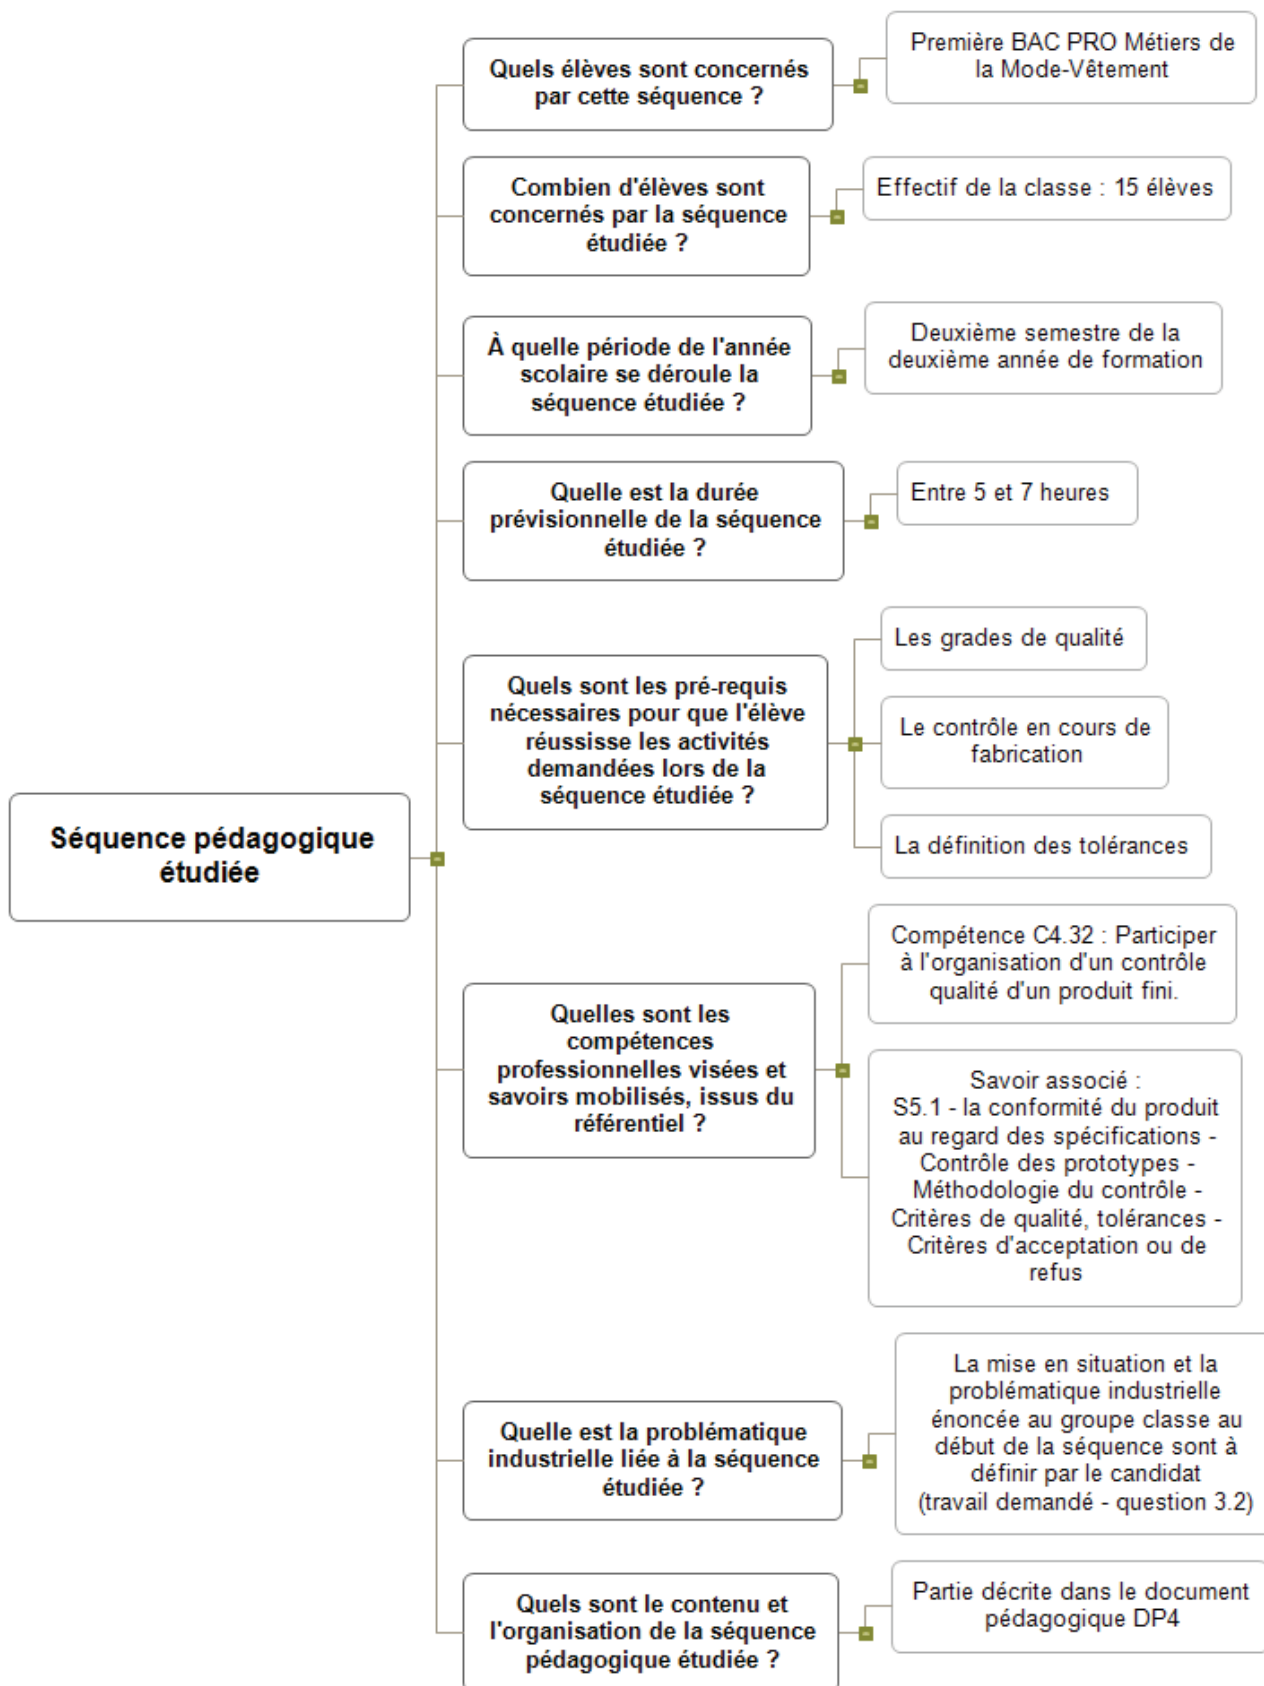 Séquence pédagogique
étudiée
Quels élèves sont concernés
par cette séquence ?
Première BAC PRO Métiers de
la Mode-Vêtement
Combien d'élèves sont
concernés par la séquence
étudiée ?
Effectif de la classe : 15 élèves
À quelle période de l'année
scolaire se déroule la
séquence étudiée ?
Deuxième semestre de la
deuxième année de formation
Quelle est la durée
prévisionnelle de la séquence
étudiée ?
Entre 5 et 7 heures
Quels sont les pré-requis
nécessaires pour que l'élève
réussisse les activités
demandées lors de la
séquence étudiée ?
Les grades de qualité
Le contrôle en cours de
fabrication
La définition des tolérances
Quelles sont les
compétences
professionnelles visées et
savoirs mobilisés, issus du
référentiel ?
Compétence C4.32 : Participer
à l'organisation d'un contrôle
qualité d'un produit fini.
Savoir associé :
S5.1 - la conformité du produit
au regard des spécifications -
Contrôle des prototypes -
Méthodologie du contrôle -
Critères de qualité, tolérances -
Critères d'acceptation ou de
refus
Quelle est la problématique
industrielle liée à la séquence
étudiée ?
La mise en situation et la
problématique industrielle
énoncée au groupe classe au
début de la séquence sont à
définir par le candidat
(travail demandé - question 3.2)
Quels sont le contenu et
l'organisation de la séquence
pédagogique étudiée ?
Partie décrite dans le document
pédagogique DP4